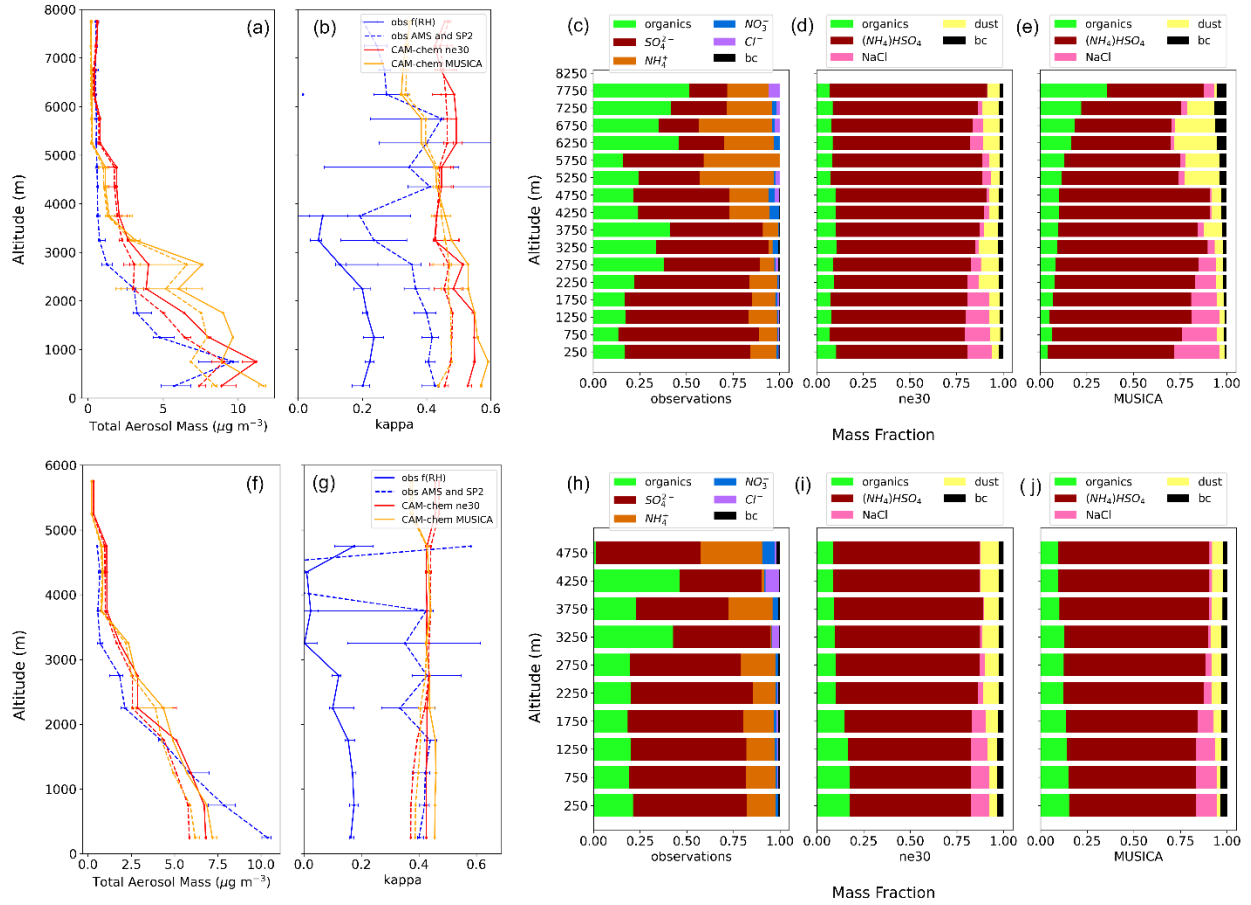 (a)
8000
7000
6000
5000
4000
3000
2000
1000
0
Altitude (m)
0
5
10
Total Aerosol Mass (µg m⁻³)
(b)
obs f(RH)
obs AMS and SP2
CAM-chem ne30
CAM-chem MUSICA
0.0
0.2
0.4
0.6
kappa
(c)
organics
SO₄²⁻
NH₄⁺
NO₃⁻
Cl⁻
bc
8250
7750
7250
6750
6250
5750
5250
4750
4250
3750
3250
2750
2250
1750
1250
750
250
Altitude (m)
0.00
0.25
0.50
0.75
1.00
observations
(d)
organics
(NH₄)HSO₄
NaCl
dust
bc
0.00
0.25
0.50
0.75
1.00
ne30
(e)
organics
(NH₄)HSO₄
NaCl
dust
bc
0.00
0.25
0.50
0.75
1.00
MUSICA
Mass Fraction
(f)
6000
5000
4000
3000
2000
1000
0
Altitude (m)
0.0
2.5
5.0
7.5
10.0
Total Aerosol Mass (µg m⁻³)
(g)
obs f(RH)
obs AMS and SP2
CAM-chem ne30
CAM-chem MUSICA
0.0
0.2
0.4
0.6
kappa
(h)
organics
SO₄²⁻
NH₄⁺
NO₃⁻
Cl⁻
bc
4750
4250
3750
3250
2750
2250
1750
1250
750
250
Altitude (m)
0.00
0.25
0.50
0.75
1.00
observations
(i)
organics
(NH₄)HSO₄
NaCl
dust
bc
0.00
0.25
0.50
0.75
1.00
ne30
(j)
organics
(NH₄)HSO₄
NaCl
dust
bc
0.00
0.25
0.50
0.75
1.00
MUSICA
Mass Fraction